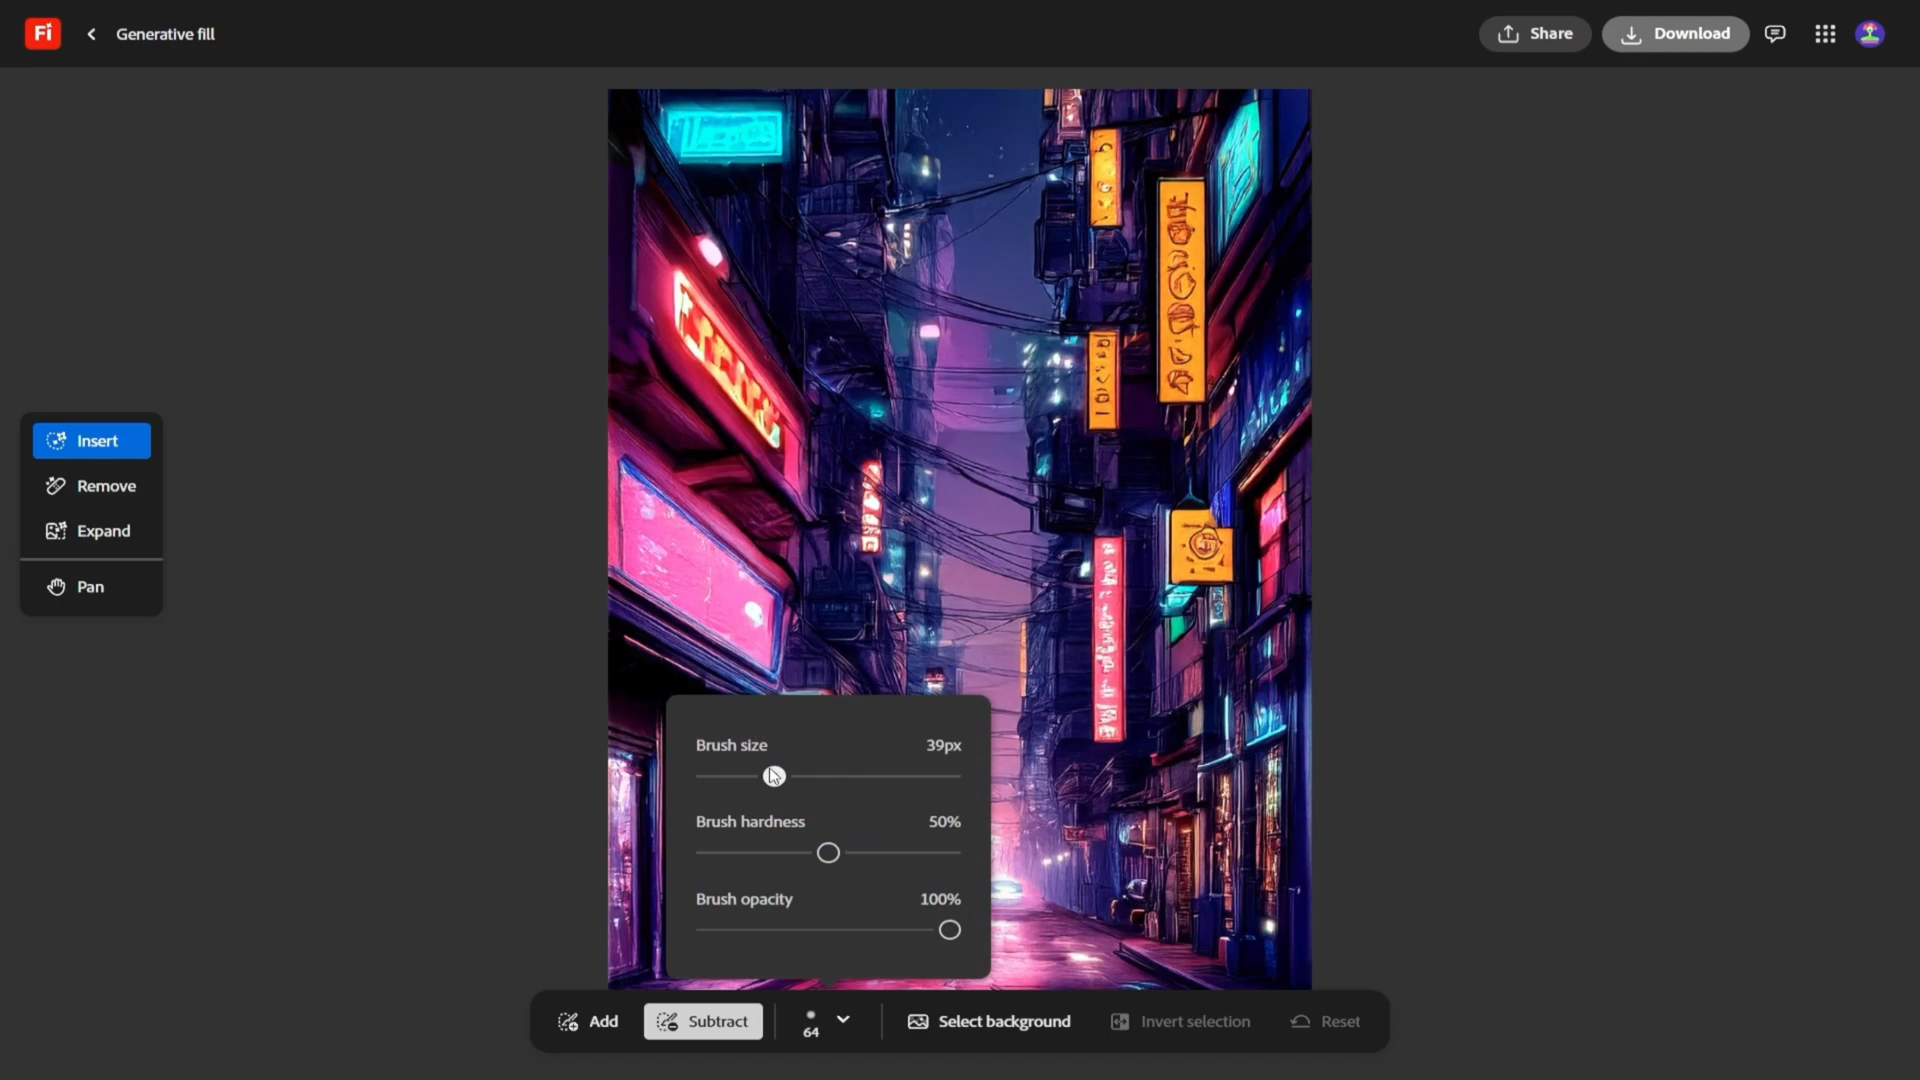 Fi
Generative fill
Share
Download
Insert
Remove
Expand
Pan
Brush size 39px
Brush hardness 50%
Brush opacity 100%
Add
Subtract
64
Select background
Invert selection
Reset